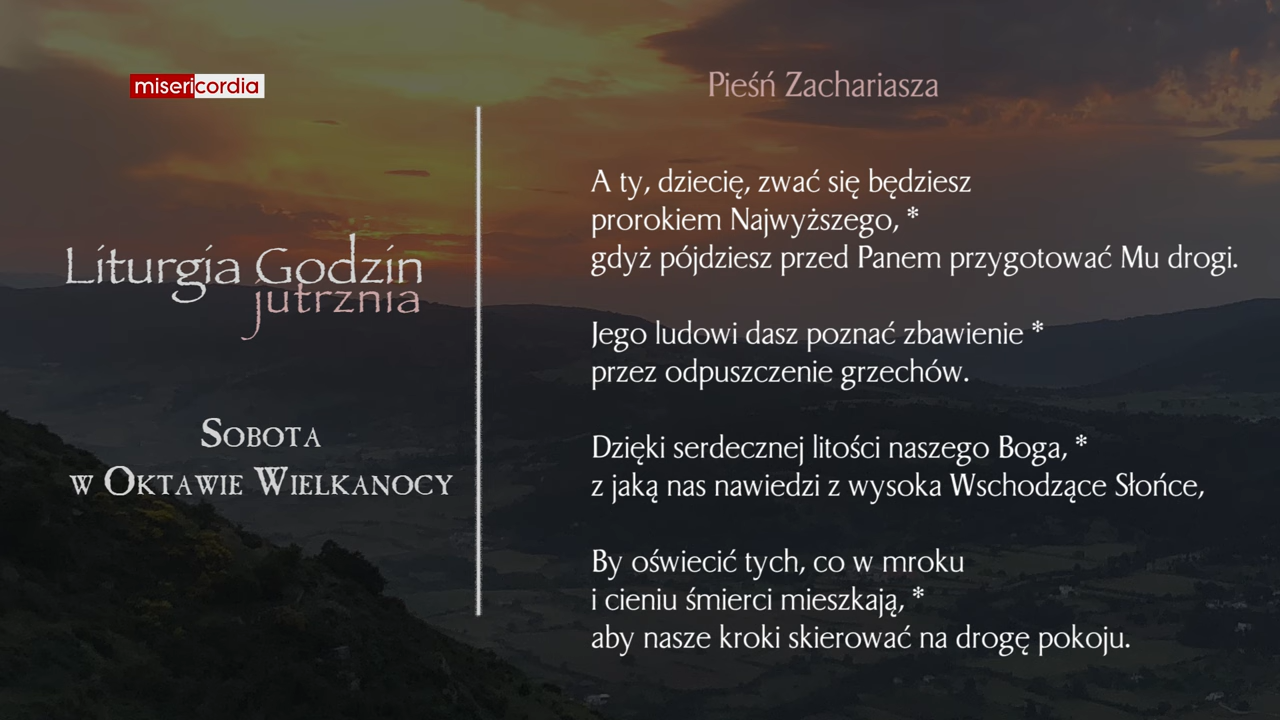 misericordia
Liturgia Godzin
jutrznia
Sobota
w Oktawie Wielkanocy
Pieśń Zachariasza
A ty, dziecię, zwać się będziesz
prorokiem Najwyższego, *
gdyż pójdziesz przed Panem przygotować Mu drogi.
Jego ludowi dasz poznać zbawienie *
przez odpuszczenie grzechów.
Dzięki serdecznej litości naszego Boga, *
z jaką nas nawiedzi z wysoka Wschodzące Słońce,
By oświecić tych, co w mroku
i cieniu śmierci mieszkają, *
aby nasze kroki skierować na drogę pokoju.